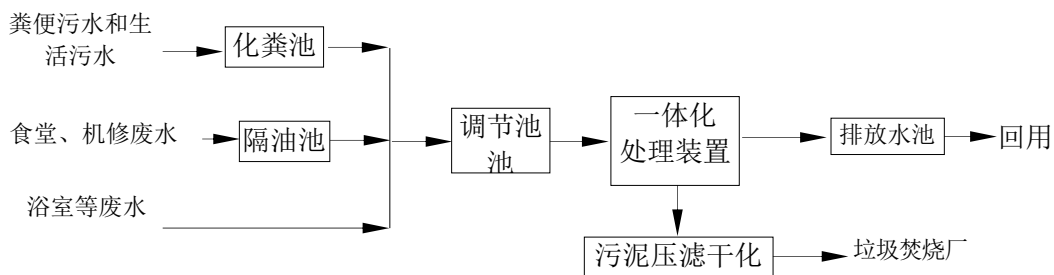 粪便污水和生
活污水
化粪池
食堂、机修废水
隔油池
浴室等废水
调节池
池
一体化
处理装置
排放水池
回用
污泥压滤干化
垃圾焚烧厂